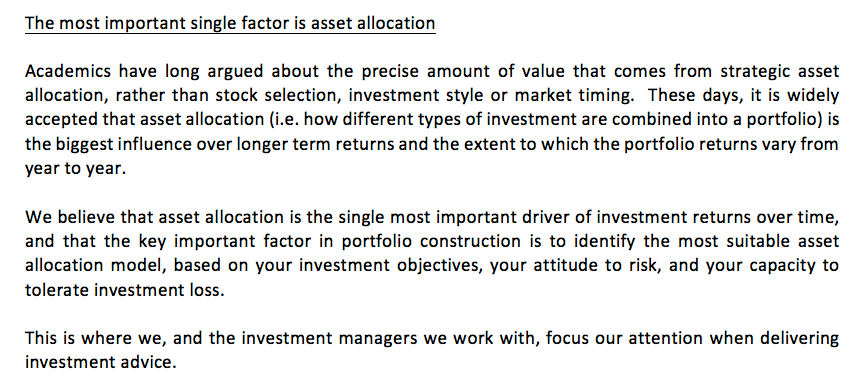 The most important single factor is asset allocation
Academics have long argued about the precise amount of value that comes from strategic asset
allocation, rather than stock selection, investment style or market timing.  These days, it is widely
accepted that asset allocation (i.e. how different types of investment are combined into a portfolio) is
the biggest influence over longer term returns and the extent to which the portfolio returns vary from
year to year.
We believe that asset allocation is the single most important driver of investment returns over time,
and that the key important factor in portfolio construction is to identify the most suitable asset
allocation model, based on your investment objectives, your attitude to risk, and your capacity to
tolerate investment loss.
This is where we, and the investment managers we work with, focus our attention when delivering
investment advice.